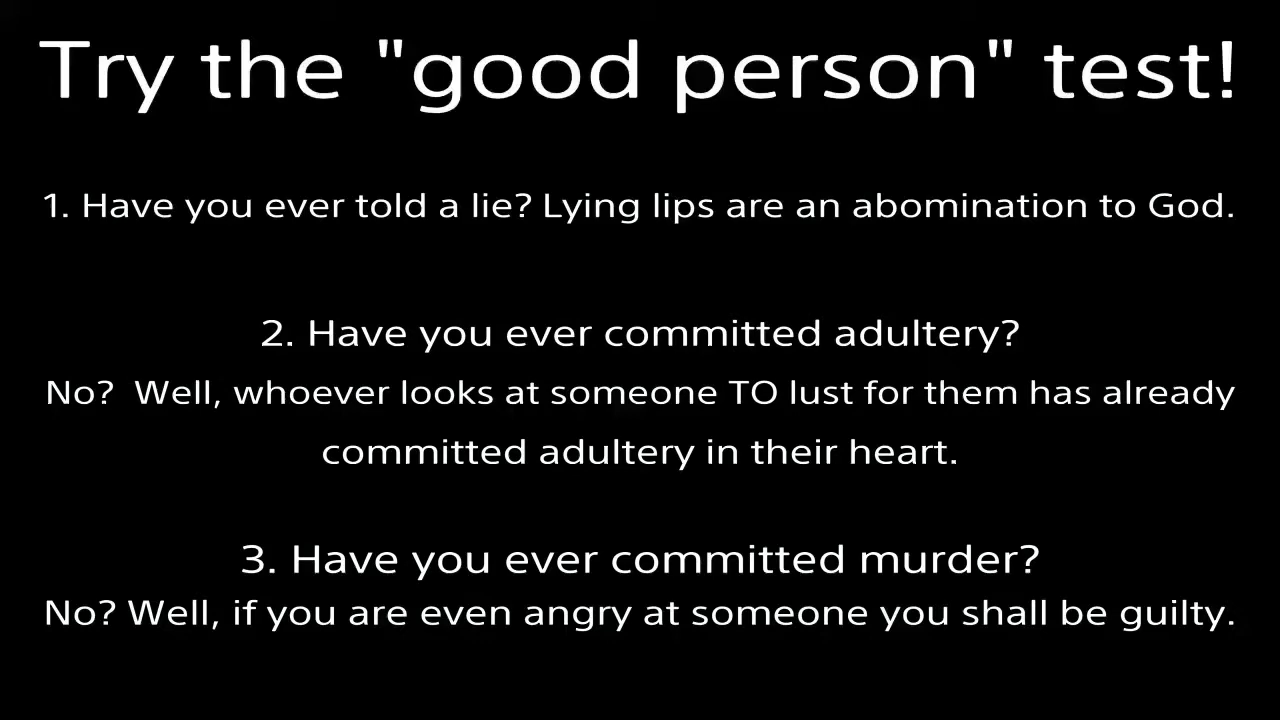 Try the "good person" test!
1. Have you ever told a lie? Lying lips are an abomination to God.
2. Have you ever committed adultery?
No?  Well, whoever looks at someone TO lust for them has already
committed adultery in their heart.
3. Have you ever committed murder?
No? Well, if you are even angry at someone you shall be guilty.